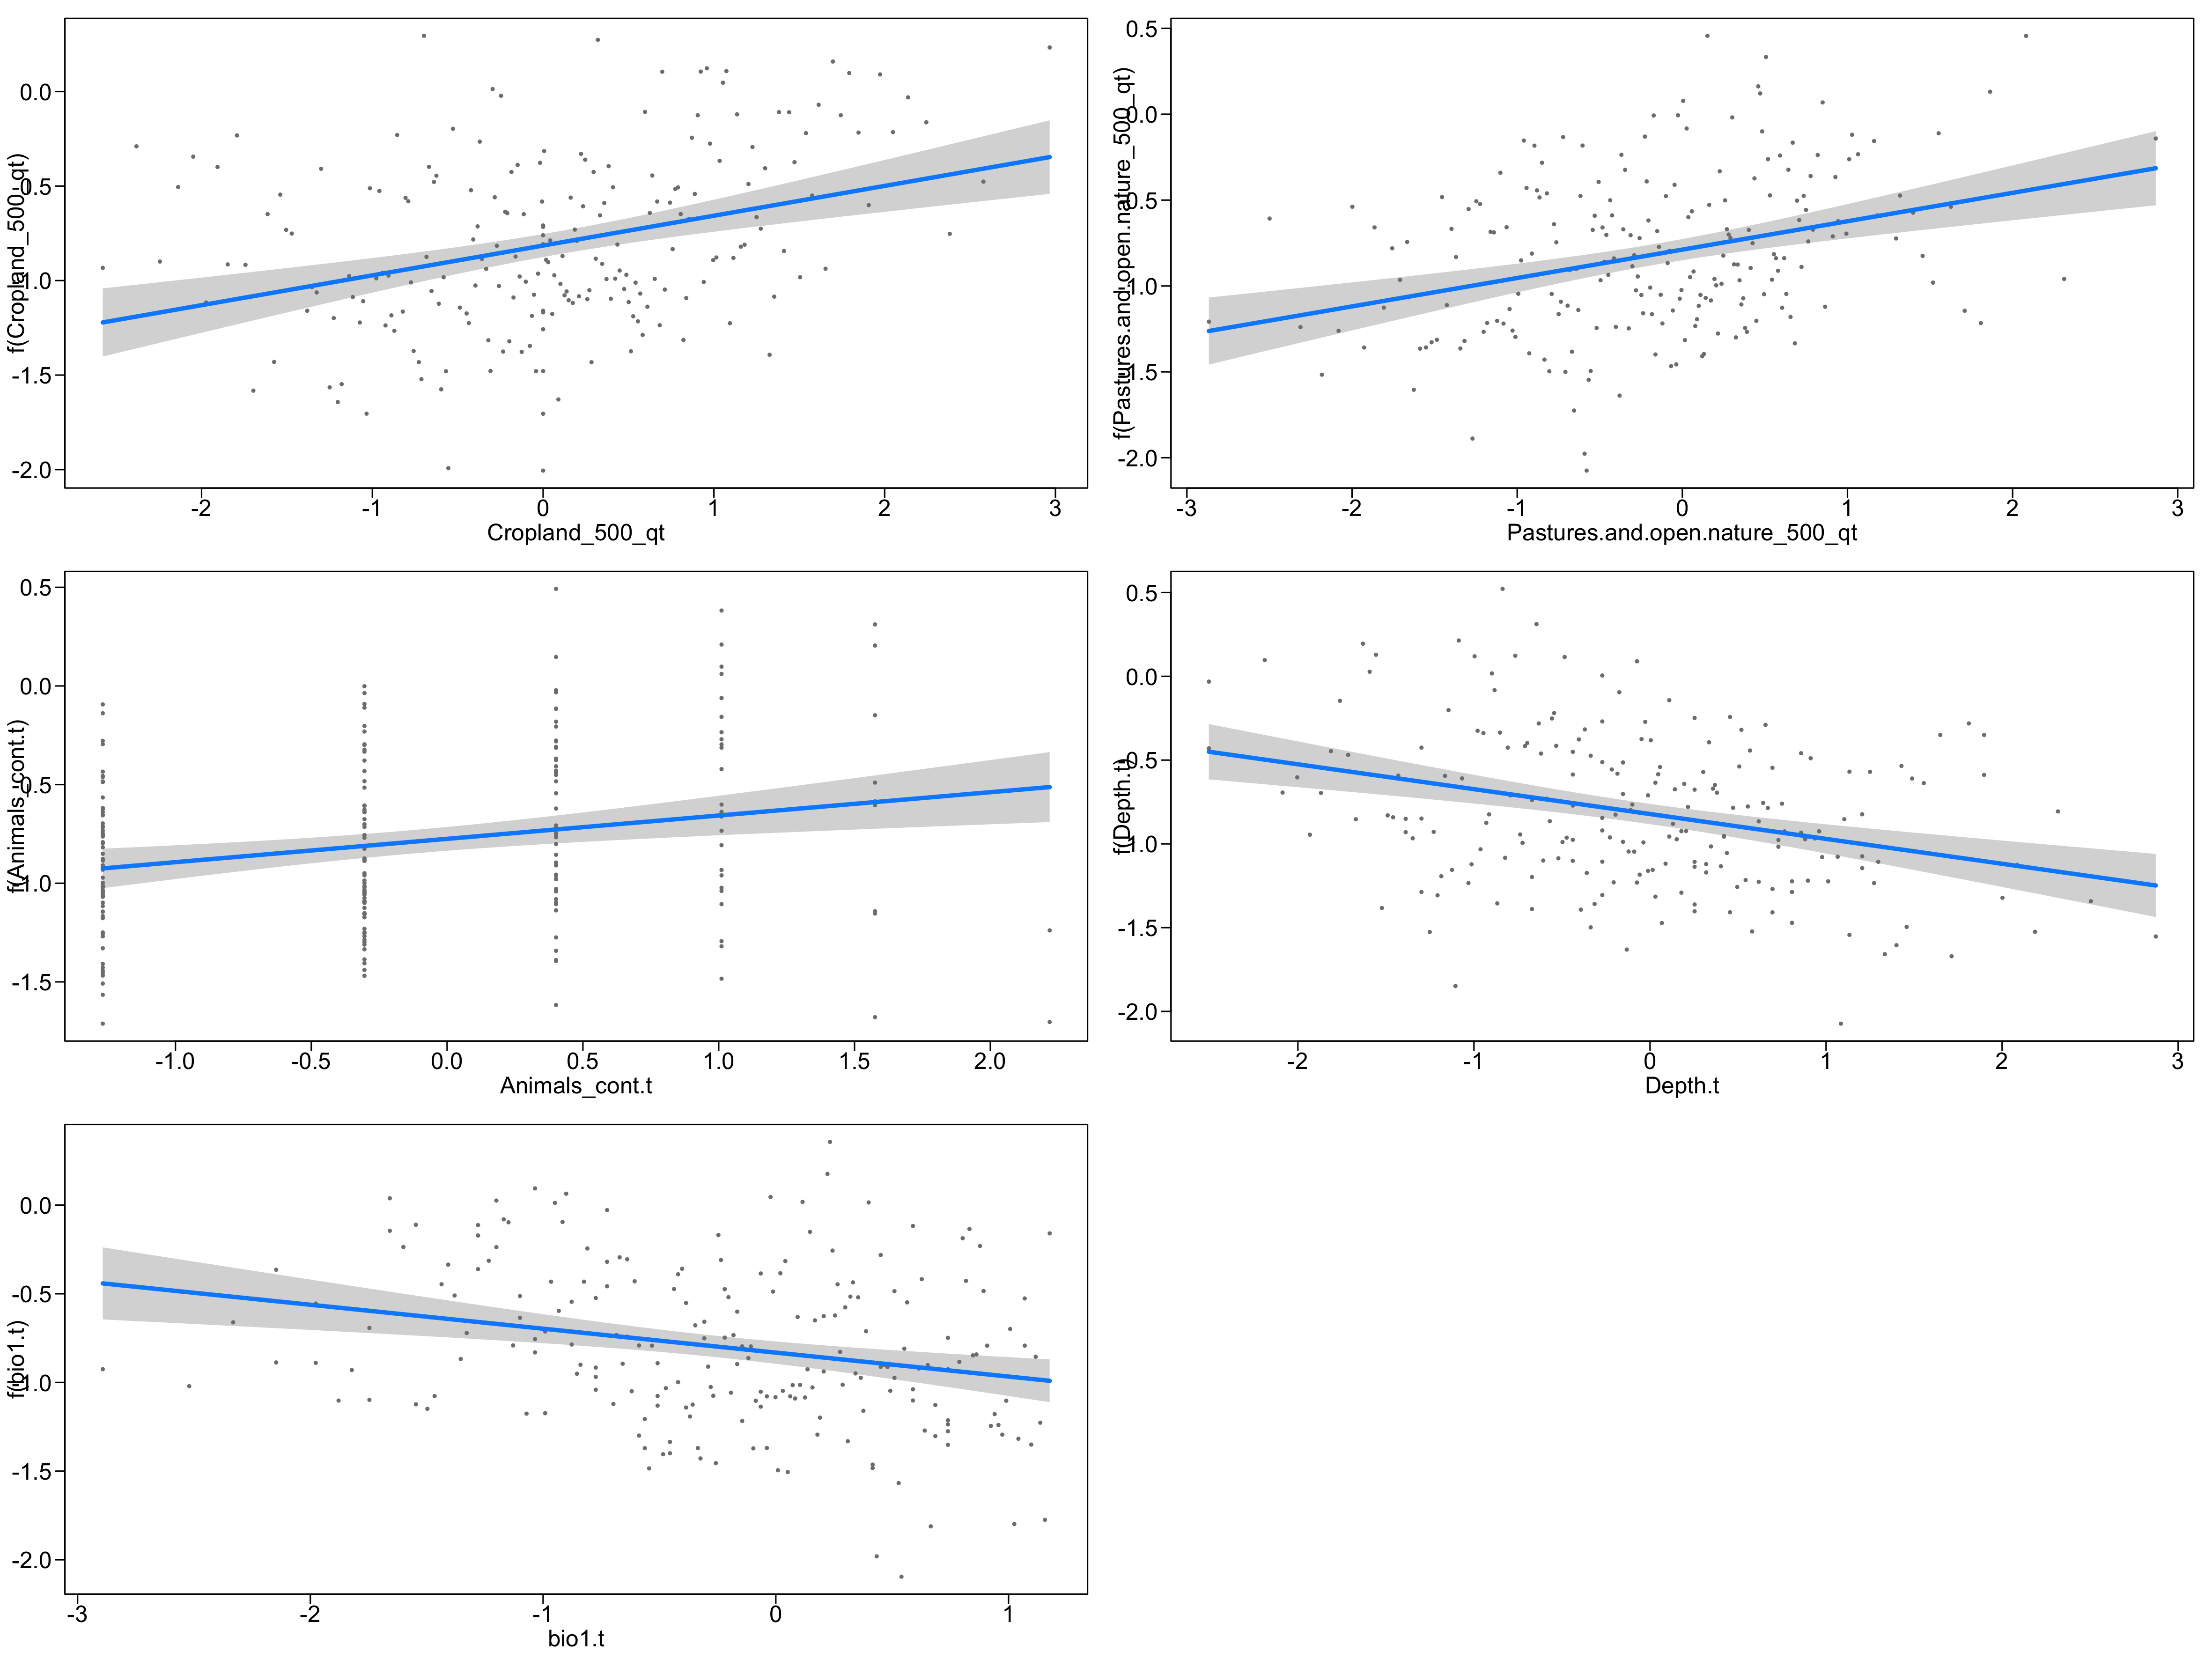 0.0
-0.5
-1.0
-1.5
-2.0
f(Cropland_500_qt)
-2 -1 0 1 2 3
Cropland_500_qt
0.5
0.0
-0.5
-1.0
-1.5
-2.0
f(Pastures.and.open.nature_500_qt)
-3 -2 -1 0 1 2 3
Pastures.and.open.nature_500_qt
0.5
0.0
-0.5
-1.0
-1.5
f(Animals_cont.t)
-1.0 -0.5 0.0 0.5 1.0 1.5 2.0
Animals_cont.t
0.5
0.0
-0.5
-1.0
-1.5
-2.0
f(Depth.t)
-2 -1 0 1 2 3
Depth.t
0.0
-0.5
-1.0
-1.5
-2.0
f(bio1.t)
-3 -2 -1 0 1
bio1.t